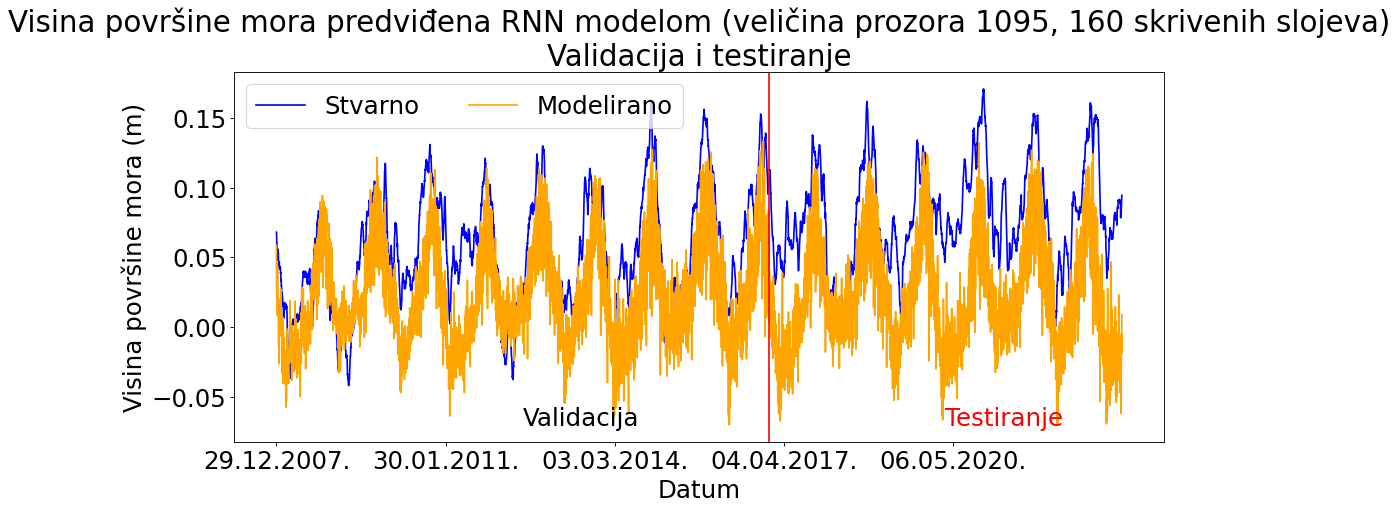 Visina površine mora predviđena RNN modelom (veličina prozora 1095, 160 skrivenih slojeva)
Validacija i testiranje
Stvarno
Modelirano
Visina površine mora (m)
0.15
0.10
0.05
0.00
−0.05
Validacija
Testiranje
29.12.2007.
30.01.2011.
03.03.2014.
04.04.2017.
06.05.2020.
Datum